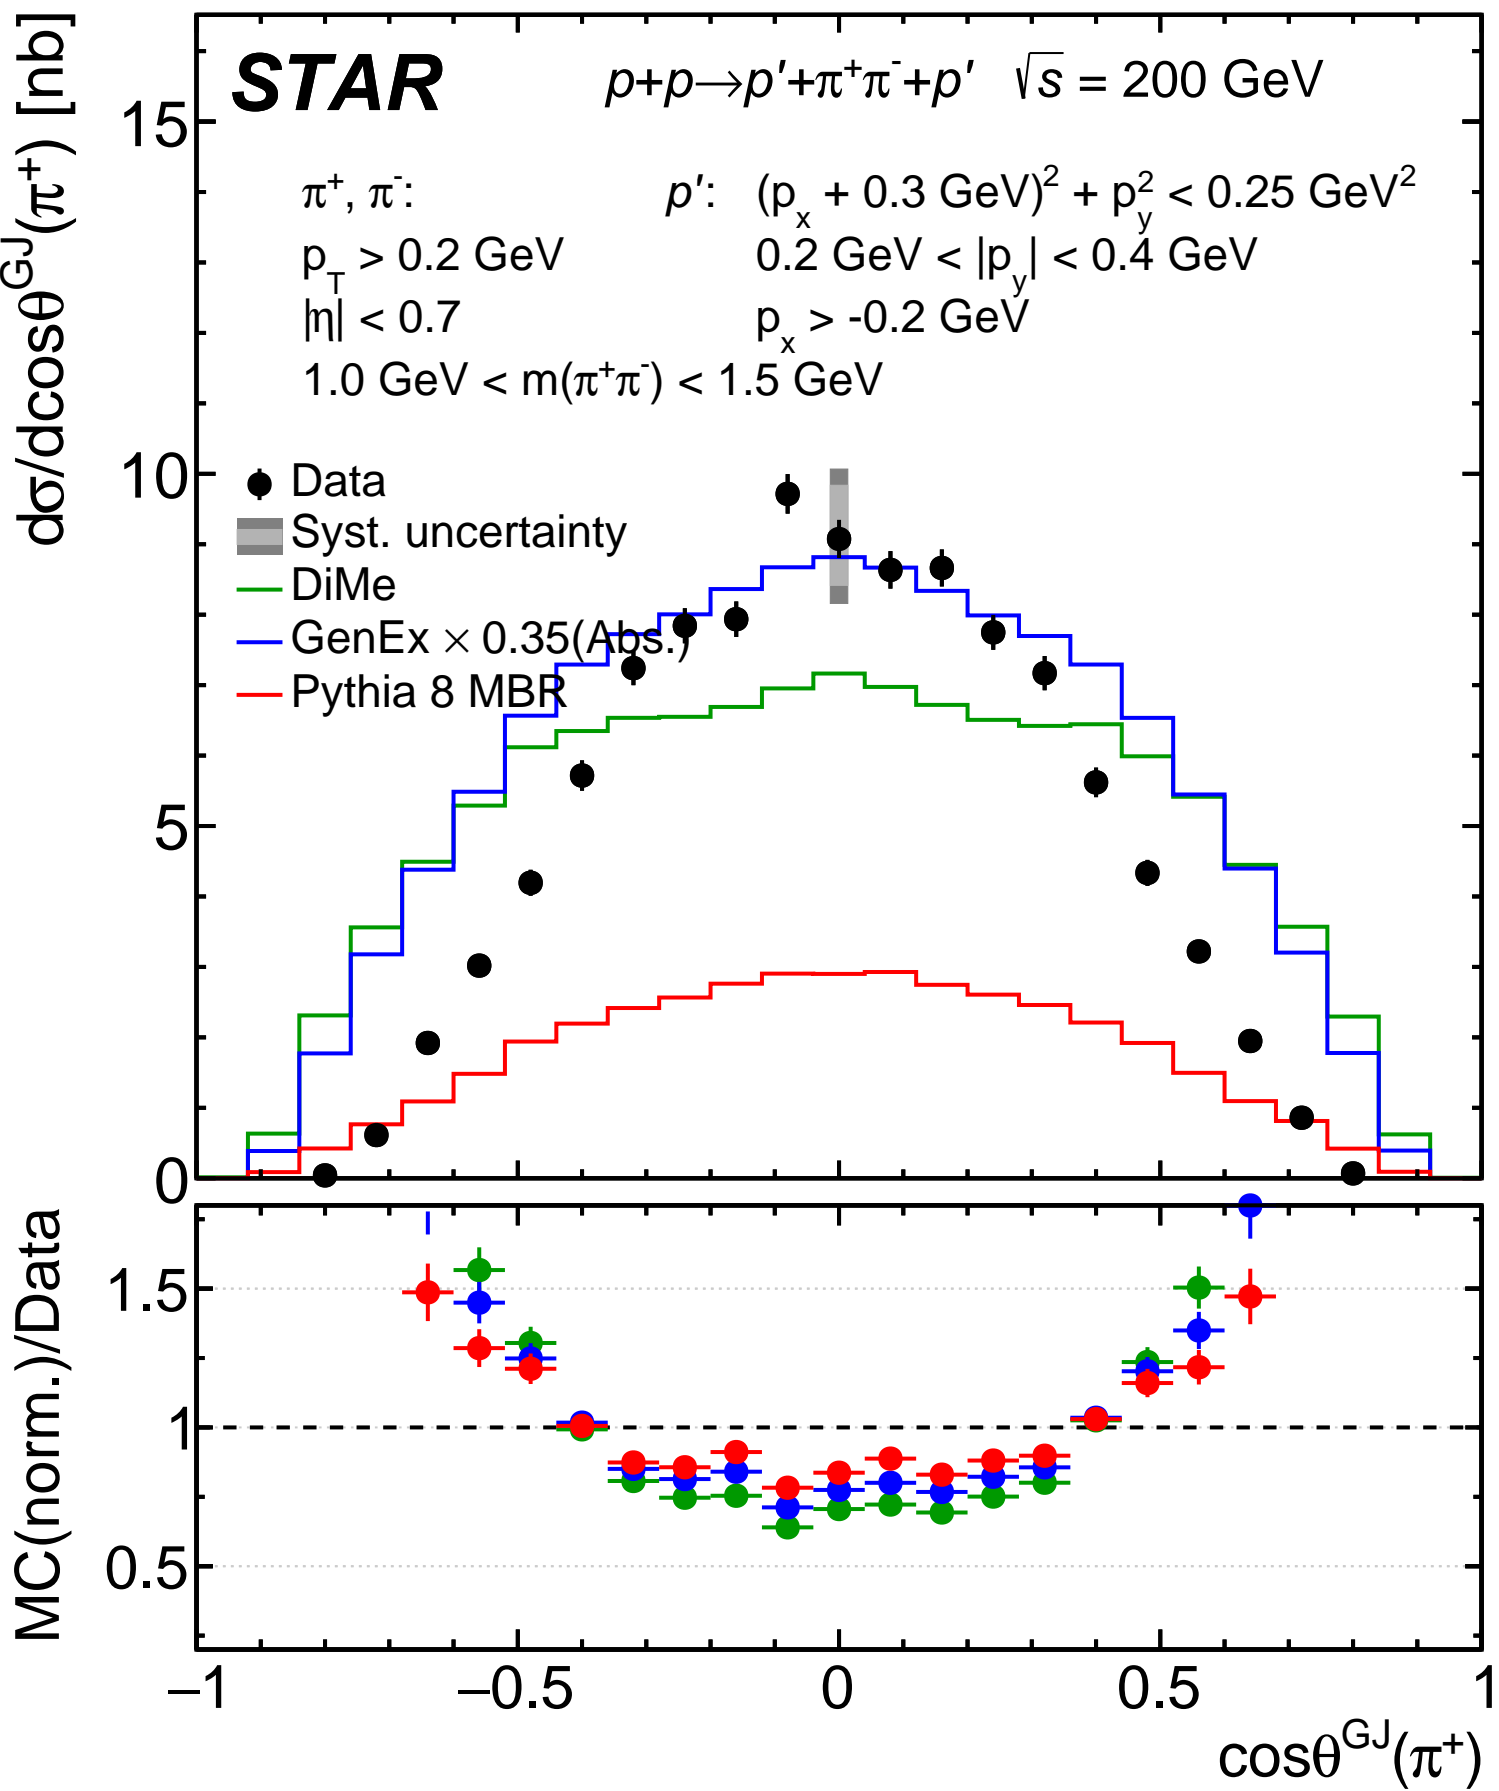 STAR p+p→p′+π⁺π⁻+p′ √s = 200 GeV
π⁺, π⁻: p′: (pₓ + 0.3 GeV)² + p_y² < 0.25 GeV²
p_T > 0.2 GeV 0.2 GeV < |p_y| < 0.4 GeV
|η| < 0.7 pₓ > -0.2 GeV
1.0 GeV < m(π⁺π⁻) < 1.5 GeV
Data
Syst. uncertainty
DiMe
GenEx × 0.35(Abs.)
Pythia 8 MBR
dσ/dcosθ^GJ(π⁺) [nb]
15
10
5
0
MC(norm.)/Data
1.5
1
0.5
−1 −0.5 0 0.5 1
cosθ^GJ(π⁺)